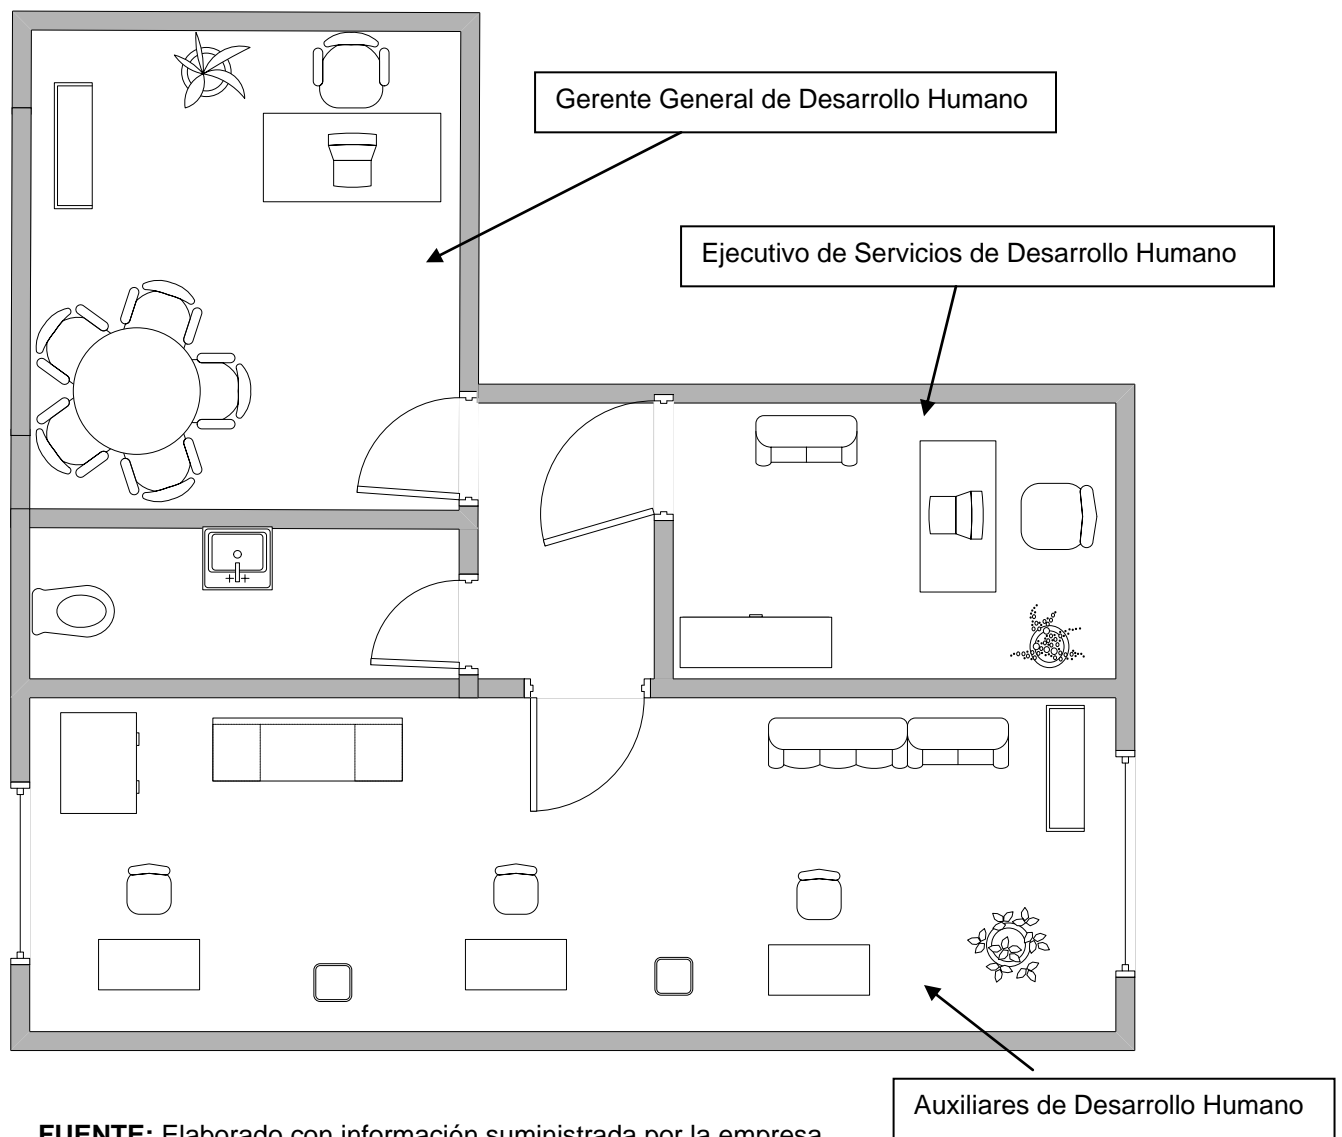 Gerente General de Desarrollo Humano
Ejecutivo de Servicios de Desarrollo Humano
Auxiliares de Desarrollo Humano
FUENTE: Elaborado con información suministrada por la empresa